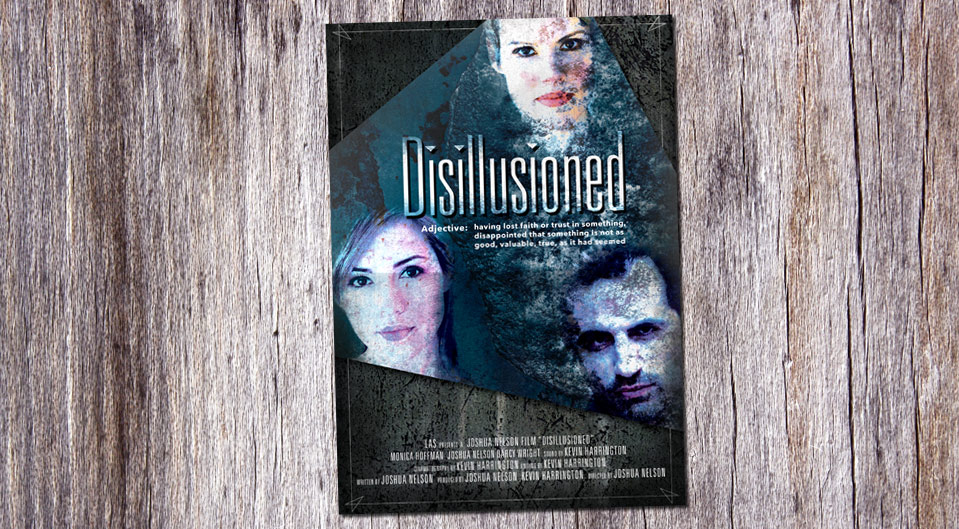 Disillusioned
Adjective: having lost faith or trust in something,
disappointed that something is not as
good, valuable, true, as it had seemed
LAS PRESENTS A JOSHUA NELSON FILM "DISILLUSIONED"
MONICA HOFFMAN JOSHUA NELSON DARCY WRIGHT SOUND BY KEVIN HARRINGTON
CINEMATOGRAPHY BY KEVIN HARRINGTON EDITING BY KEVIN HARRINGTON
WRITTEN BY JOSHUA NELSON PRODUCED BY JOSHUA NELSON KEVIN HARRINGTON DIRECTED BY JOSHUA NELSON